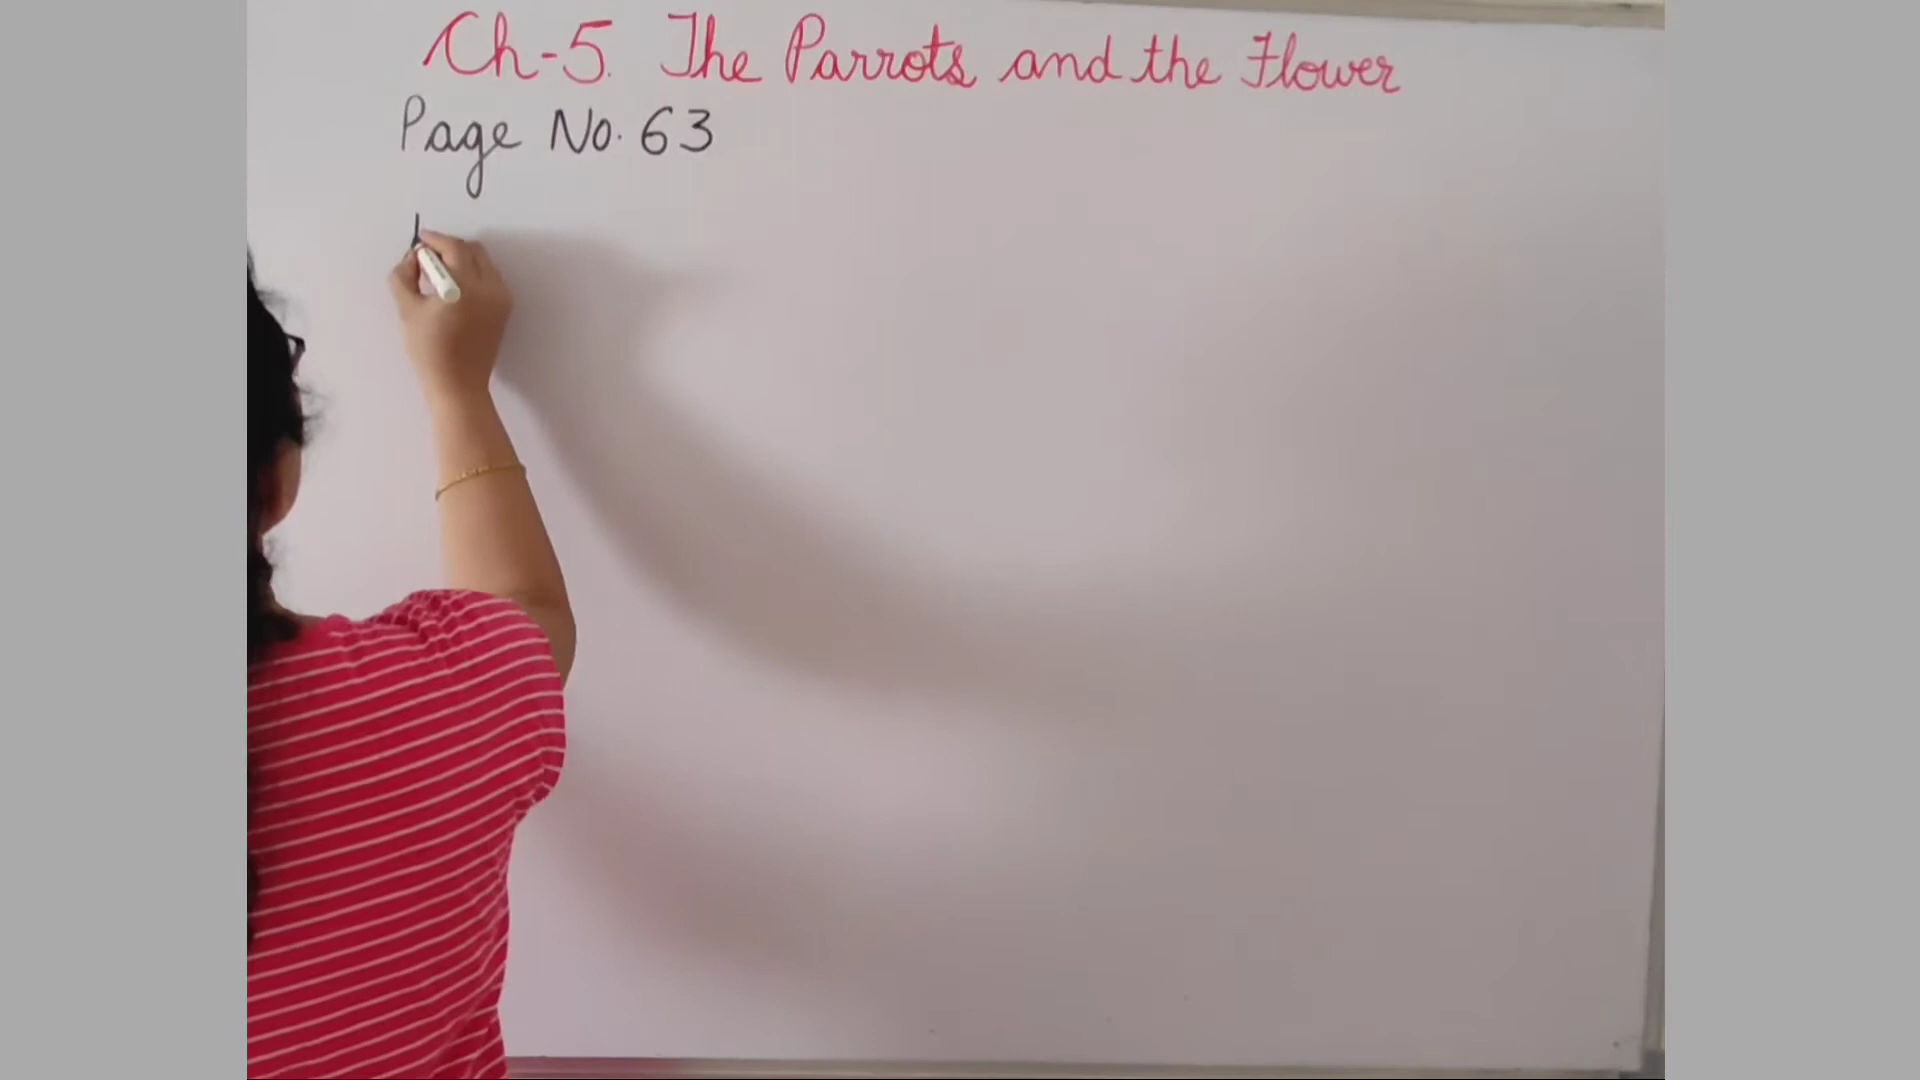 Ch-5. The Parrots and the Flower
Page No. 63